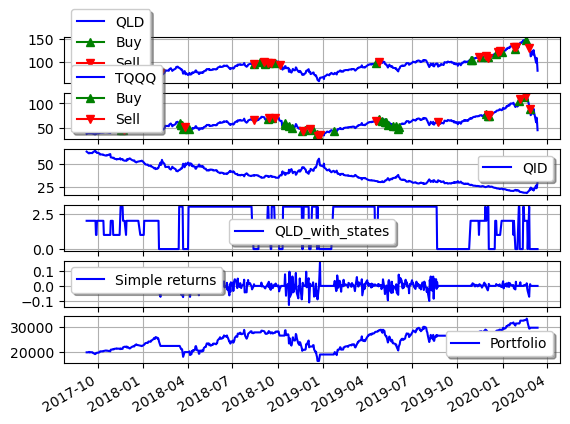 QLD
Buy
Sell
150
100
TQQQ
Buy
Sell
100
50
QID
50
25
QLD_with_states
2.5
0.0
Simple returns
0.1
0.0
−0.1
Portfolio
30000
20000
2017-10 2018-01 2018-04 2018-07 2018-10 2019-01 2019-04 2019-07 2019-10 2020-01 2020-04